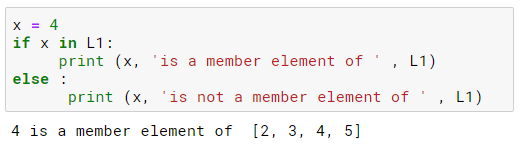 x = 4
if x in L1:
     print (x, 'is a member element of ' , L1)
else :
      print (x, 'is not a member element of ' , L1)
4 is a member element of  [2, 3, 4, 5]